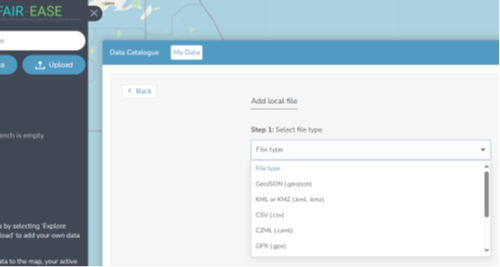 FAIR-EASE
Data Catalogue
My Data
Upload
Back
Add local file
ench is empty
Step 1: Select file type
File type
File type
GeoJSON (.geojson)
KML or KMZ (.kml, .kmz)
CSV (.csv)
CZML (.czml)
GPX (.gpx)
a by selecting 'Explore
load' to add your own data
ata to the map, your active